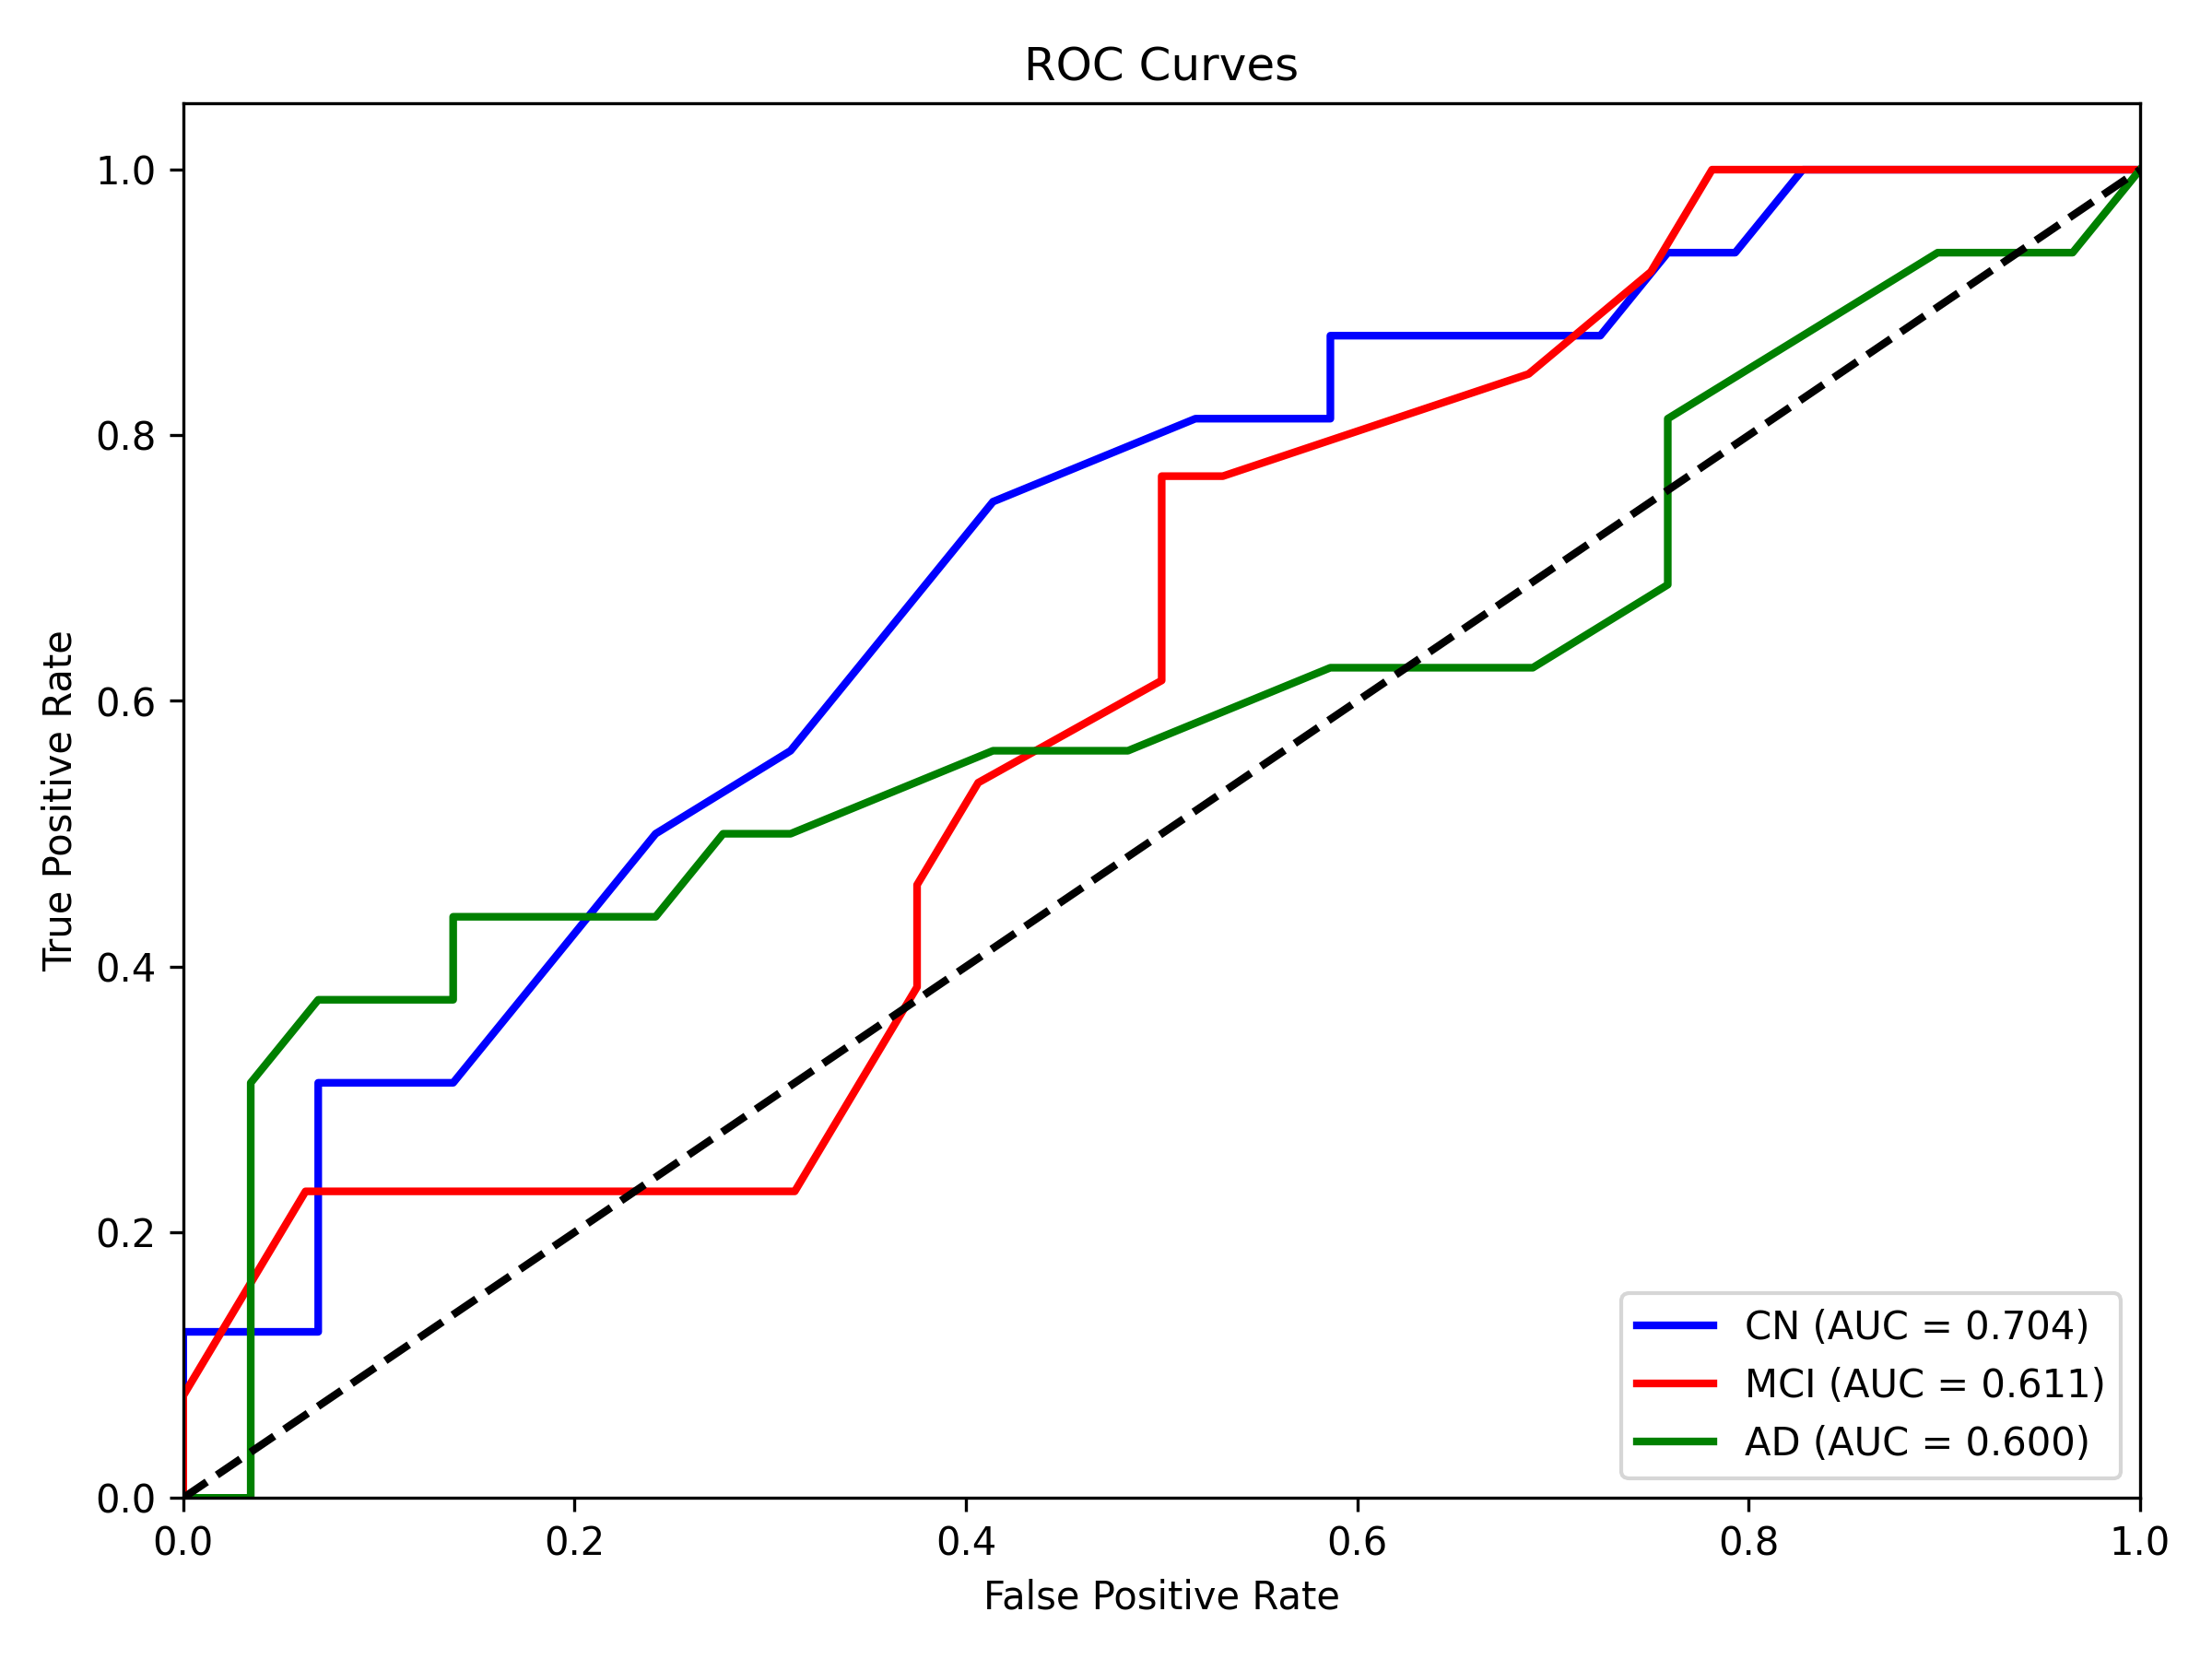 ROC Curves
True Positive Rate
1.0
0.8
0.6
0.4
0.2
0.0
0.0 0.2 0.4 0.6 0.8 1.0
False Positive Rate
CN (AUC = 0.704)
MCI (AUC = 0.611)
AD (AUC = 0.600)